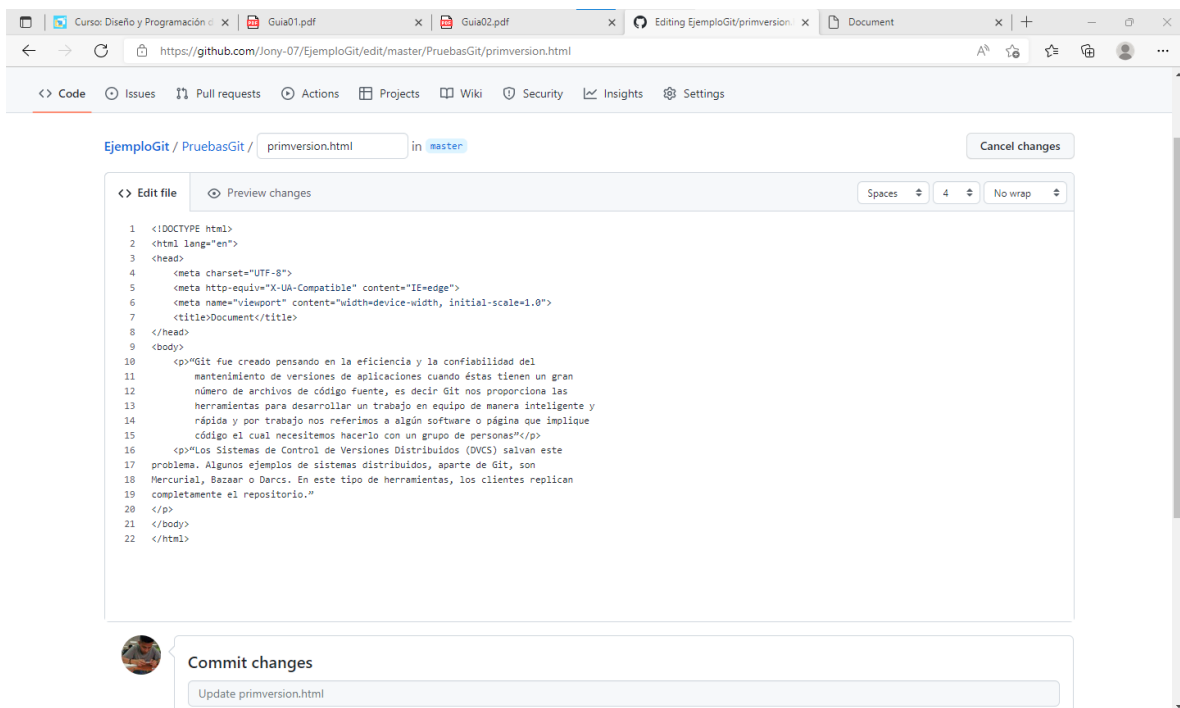 Curso: Diseño y Programación d
Guia01.pdf
Guia02.pdf
Editing EjemploGit/primversion.
Document
https://github.com/Jony-07/EjemploGit/edit/master/PruebasGit/primversion.html
<> Code Issues Pull requests Actions Projects Wiki Security Insights Settings
EjemploGit / PruebasGit / primversion.html in master Cancel changes
<> Edit file Preview changes Spaces 4 No wrap
1 <!DOCTYPE html>
2 <html lang="en">
3 <head>
4 <meta charset="UTF-8">
5 <meta http-equiv="X-UA-Compatible" content="IE=edge">
6 <meta name="viewport" content="width=device-width, initial-scale=1.0">
7 <title>Document</title>
8 </head>
9 <body>
10 <p>“Git fue creado pensando en la eficiencia y la confiabilidad del
11 mantenimiento de versiones de aplicaciones cuando éstas tienen un gran
12 número de archivos de código fuente, es decir Git nos proporciona las
13 herramientas para desarrollar un trabajo en equipo de manera inteligente y
14 rápida y por trabajo nos referimos a algún software o página que implique
15 código el cual necesitemos hacerlo con un grupo de personas”</p>
16 <p>“Los Sistemas de Control de Versiones Distribuidos (DVCS) salvan este
17 problema. Algunos ejemplos de sistemas distribuidos, aparte de Git, son
18 Mercurial, Bazaar o Darcs. En este tipo de herramientas, los clientes replican
19 completamente el repositorio.”
20 </p>
21 </body>
22 </html>
Commit changes
Update primversion.html